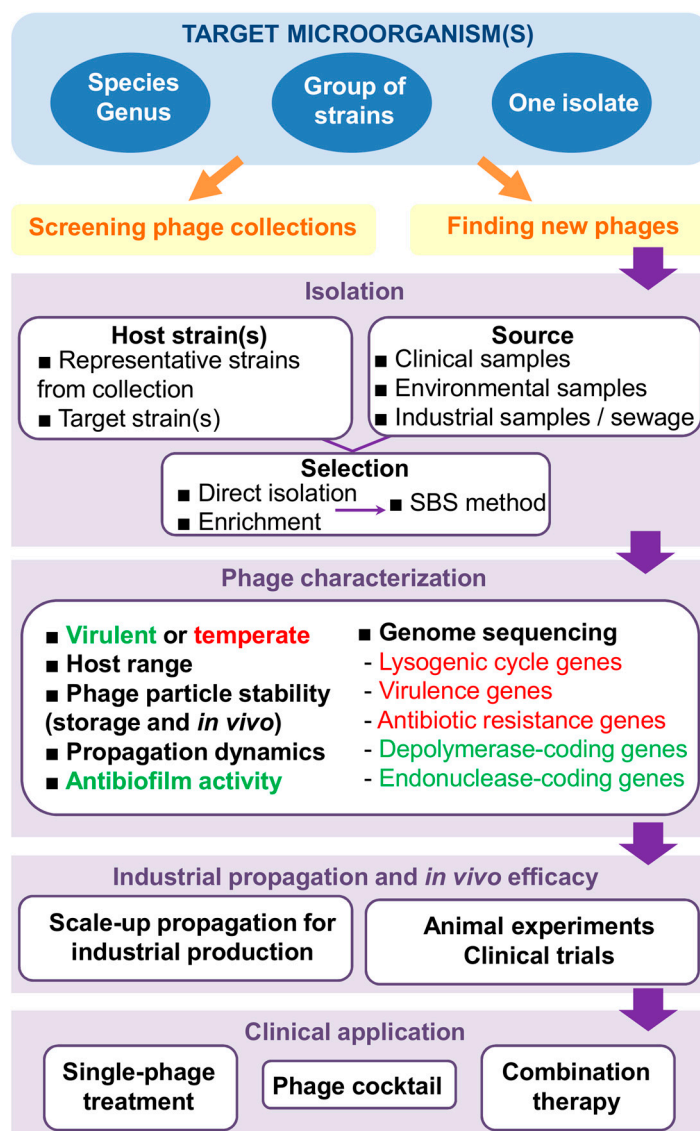 TARGET MICROORGANISM(S)
Species
Genus
Group of
strains
One isolate
Screening phage collections
Finding new phages
Isolation
Host strain(s)
■ Representative strains
from collection
■ Target strain(s)
Source
■ Clinical samples
■ Environmental samples
■ Industrial samples / sewage
Selection
■ Direct isolation
■ Enrichment
■ SBS method
Phage characterization
■ Virulent or temperate
■ Host range
■ Phage particle stability
(storage and in vivo)
■ Propagation dynamics
■ Antibiofilm activity
■ Genome sequencing
- Lysogenic cycle genes
- Virulence genes
- Antibiotic resistance genes
- Depolymerase-coding genes
- Endonuclease-coding genes
Industrial propagation and in vivo efficacy
Scale-up propagation for
industrial production
Animal experiments
Clinical trials
Clinical application
Single-phage
treatment
Phage cocktail
Combination
therapy